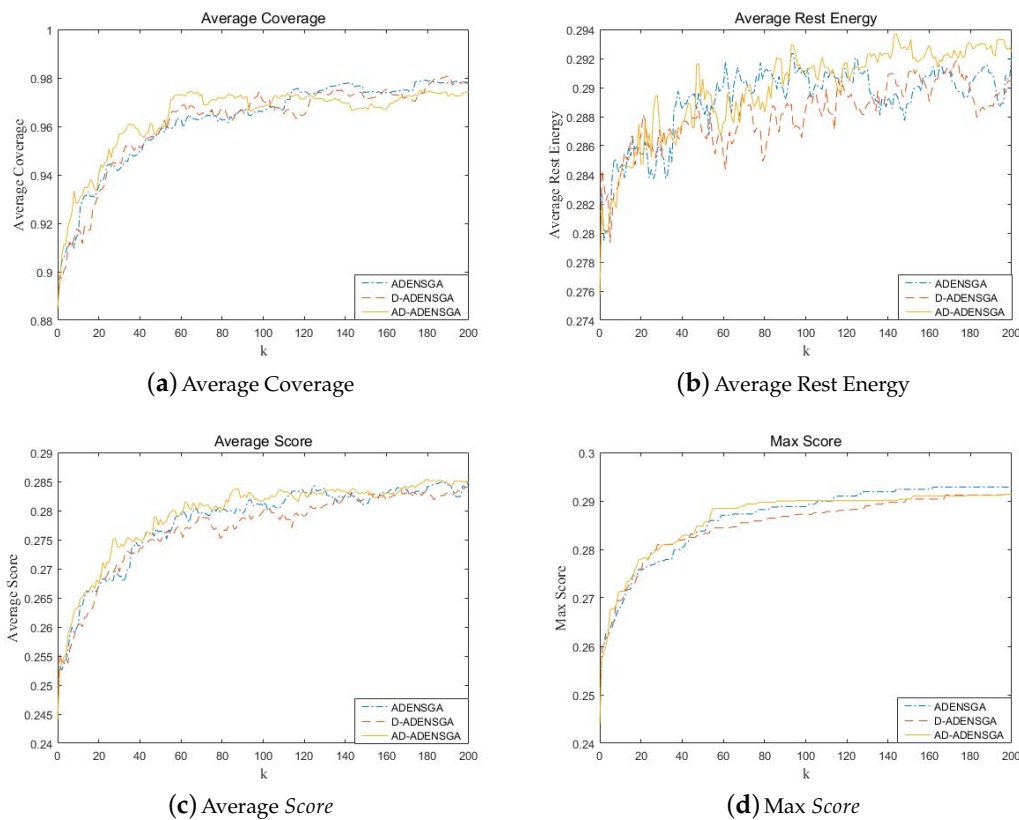 Average Coverage
1
0.98
0.96
0.94
0.92
0.9
0.88
Average Coverage
0 20 40 60 80 100 120 140 160 180 200
k
ADENSGA
D-ADENSGA
AD-ADENSGA
(a) Average Coverage
Average Rest Energy
0.294
0.292
0.29
0.288
0.286
0.284
0.282
0.28
0.278
0.276
0.274
Average Rest Energy
0 20 40 60 80 100 120 140 160 180 200
k
ADENSGA
D-ADENSGA
AD-ADENSGA
(b) Average Rest Energy
Average Score
0.29
0.285
0.28
0.275
0.27
0.265
0.26
0.255
0.25
0.245
0.24
Average Score
0 20 40 60 80 100 120 140 160 180 200
k
ADENSGA
D-ADENSGA
AD-ADENSGA
(c) Average Score
Max Score
0.3
0.29
0.28
0.27
0.26
0.25
0.24
Max Score
0 20 40 60 80 100 120 140 160 180 200
k
ADENSGA
D-ADENSGA
AD-ADENSGA
(d) Max Score